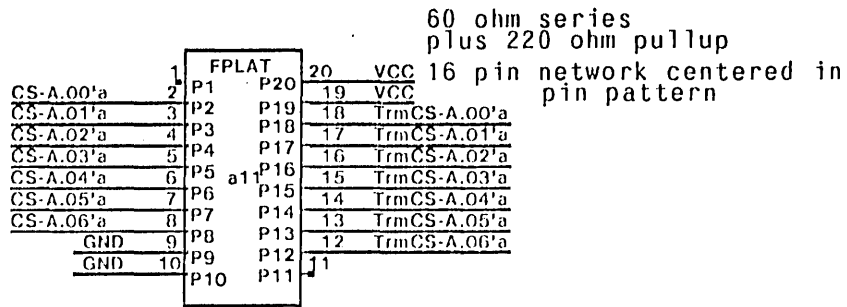 60 ohm series
plus 220 ohm pullup
16 pin network centered in
pin pattern
FPLAT
a11
1 P1 P20 20 VCC
CS-A.00'a 2 P2 P19 19 VCC
CS-A.01'a 3 P3 P18 18 TrmCS-A.00'a
CS-A.02'a 4 P4 P17 17 TrmCS-A.01'a
CS-A.03'a 5 P5 P16 16 TrmCS-A.02'a
CS-A.04'a 6 P6 P15 15 TrmCS-A.03'a
CS-A.05'a 7 P7 P14 14 TrmCS-A.04'a
CS-A.06'a 8 P8 P13 13 TrmCS-A.05'a
GND 9 P9 P12 12 TrmCS-A.06'a
GND 10 P10 P11 11